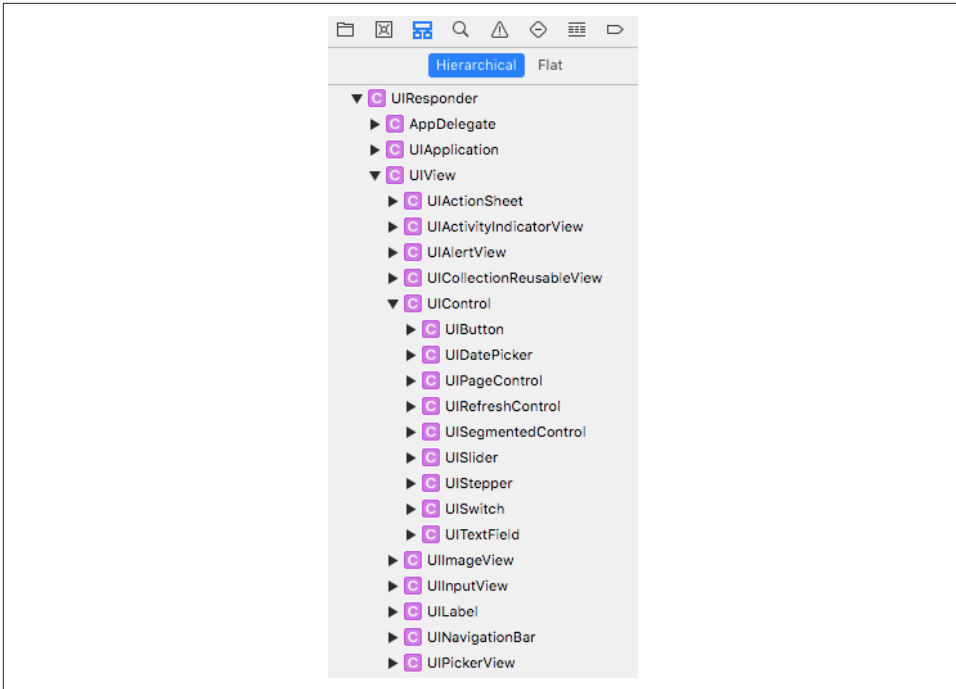 Hierarchical Flat
C UIResponder
C AppDelegate
C UIApplication
C UIView
C UIActionSheet
C UIActivityIndicatorView
C UIAlertView
C UICollectionReusableView
C UIControl
C UIButton
C UIDatePicker
C UIPageControl
C UIRefreshControl
C UISegmentedControl
C UISlider
C UIStepper
C UISwitch
C UITextField
C UIImageView
C UIInputView
C UILabel
C UINavigationBar
C UIPickerView